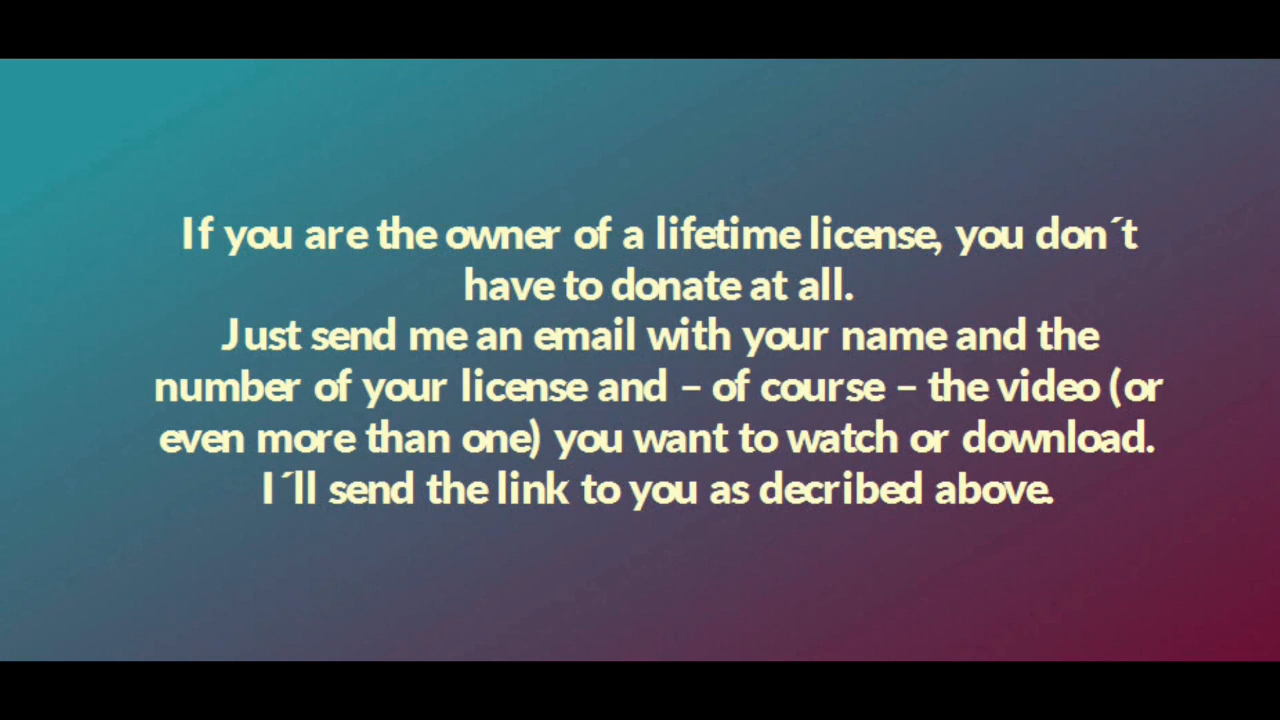 If you are the owner of a lifetime license, you don´t
have to donate at all.
Just send me an email with your name and the
number of your license and – of course – the video (or
even more than one) you want to watch or download.
I´ll send the link to you as decribed above.